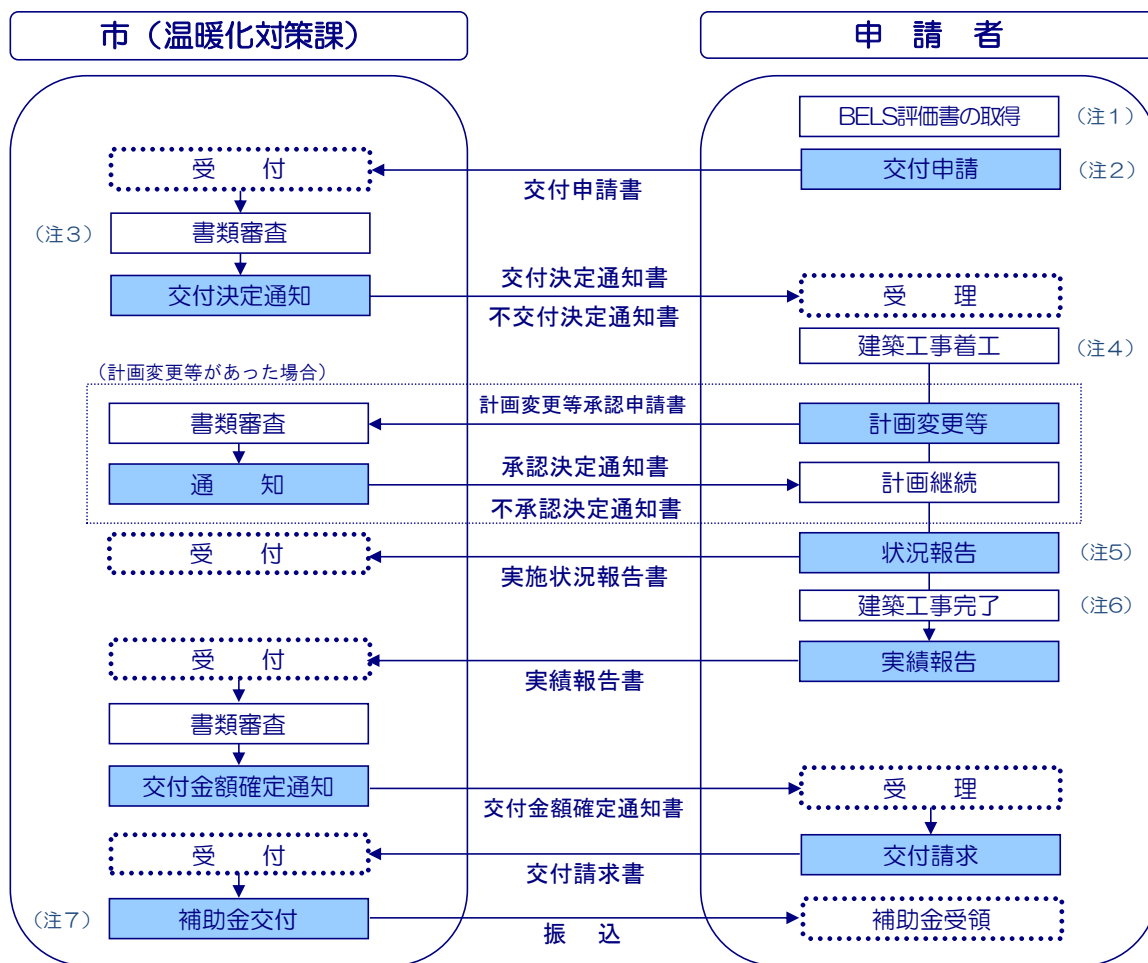 市（温暖化対策課）
申　請　者
BELS評価書の取得
（注１）
受　付
交付申請書
交付申請
（注２）
（注３）
書類審査
交付決定通知
交付決定通知書
不交付決定通知書
受　理
建築工事着工
（注４）
（計画変更等があった場合）
書類審査
計画変更等承認申請書
計画変更等
通　知
承認決定通知書
不承認決定通知書
計画継続
受　付
実施状況報告書
状況報告
（注５）
建築工事完了
（注６）
受　付
実績報告書
実績報告
書類審査
交付金額確定通知
交付金額確定通知書
受　理
受　付
交付請求書
交付請求
（注７）
補助金交付
振　込
補助金受領